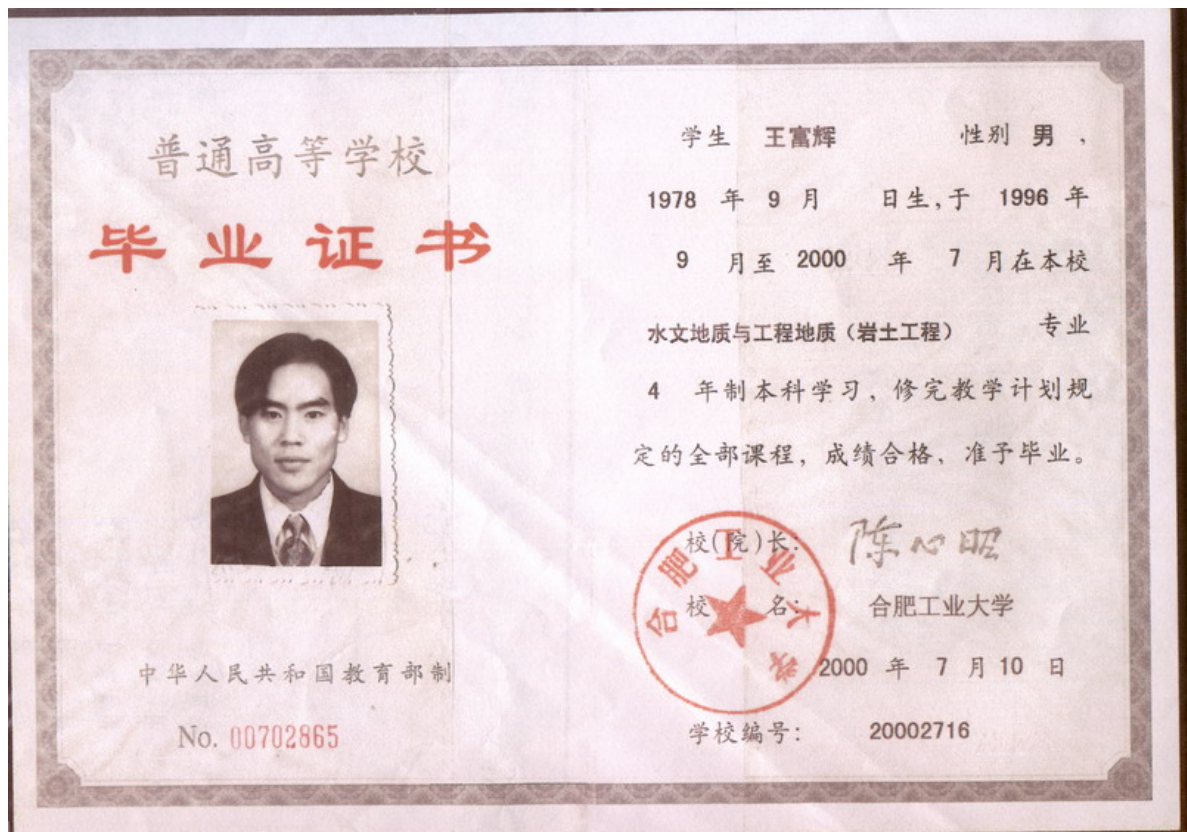 普通高等学校
毕业证书
中华人民共和国教育部制
No. 00702865
学生 王富辉 性别 男，
1978 年 9 月 日生，于 1996 年
9 月至 2000 年 7 月在本校
水文地质与工程地质（岩土工程） 专业
4 年制本科学习，修完教学计划规
定的全部课程，成绩合格，准予毕业。
校(院)长： 陈心昭
校 名： 合肥工业大学
2000 年 7 月 10 日
学校编号： 20002716
合肥工业大学